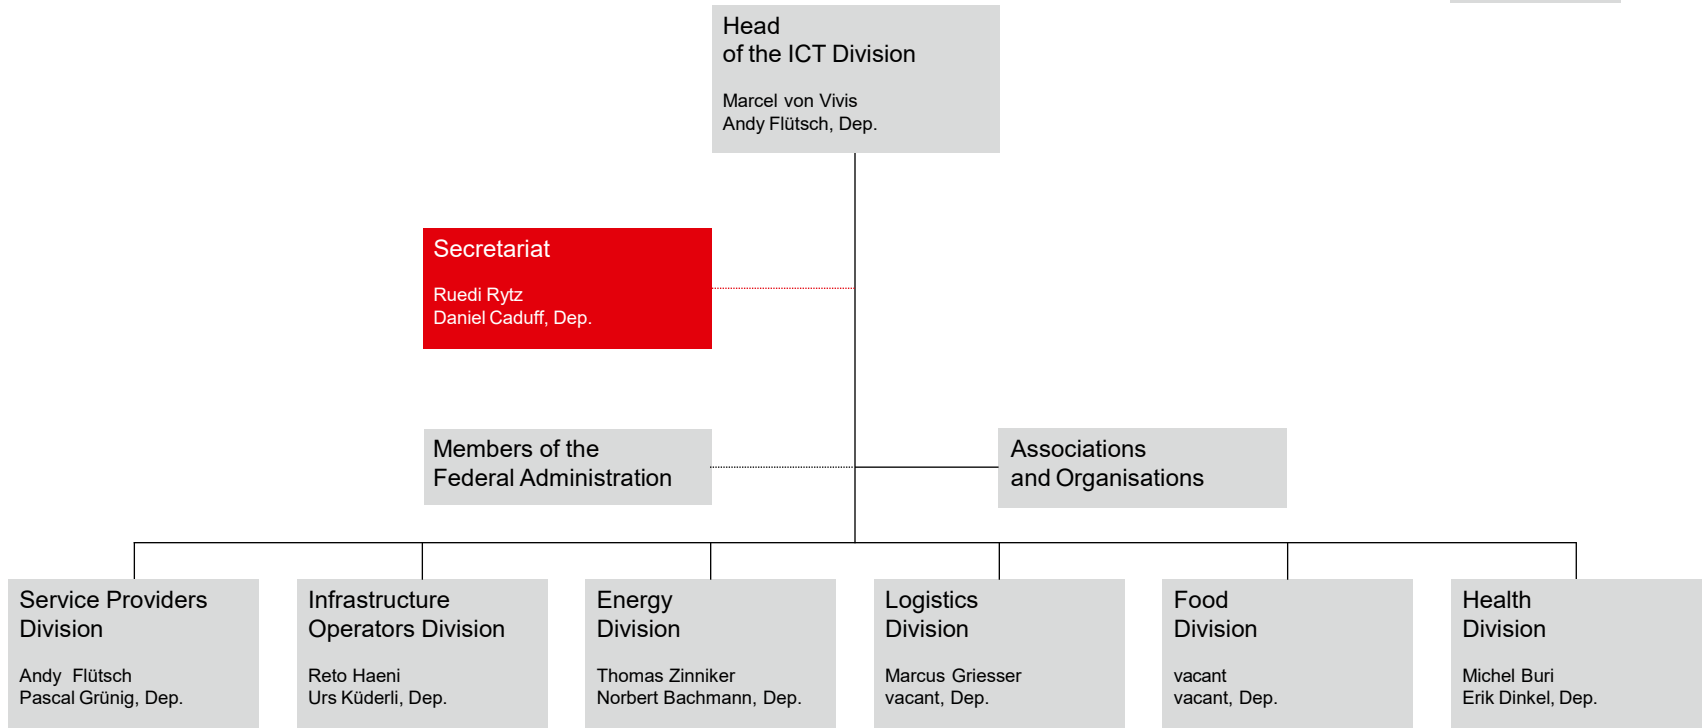 Head
of the ICT Division
Marcel von Vivis
Andy Flütsch, Dep.
Secretariat
Ruedi Rytz
Daniel Caduff, Dep.
Members of the
Federal Administration
Associations
and Organisations
Service Providers
Division
Andy Flütsch
Pascal Grünig, Dep.
Infrastructure
Operators Division
Reto Haeni
Urs Küderli, Dep.
Energy
Division
Thomas Zinniker
Norbert Bachmann, Dep.
Logistics
Division
Marcus Griesser
vacant, Dep.
Food
Division
vacant
vacant, Dep.
Health
Division
Michel Buri
Erik Dinkel, Dep.